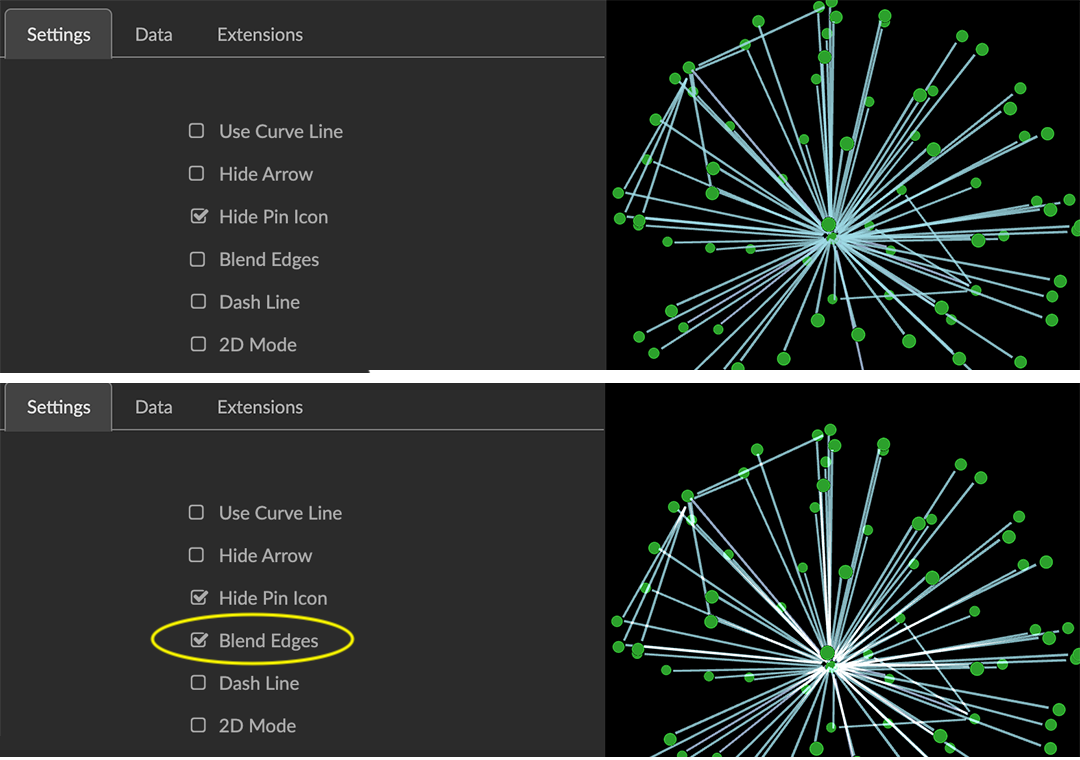 Settings Data Extensions
Use Curve Line
Hide Arrow
Hide Pin Icon
Blend Edges
Dash Line
2D Mode
Settings Data Extensions
Use Curve Line
Hide Arrow
Hide Pin Icon
Blend Edges
Dash Line
2D Mode